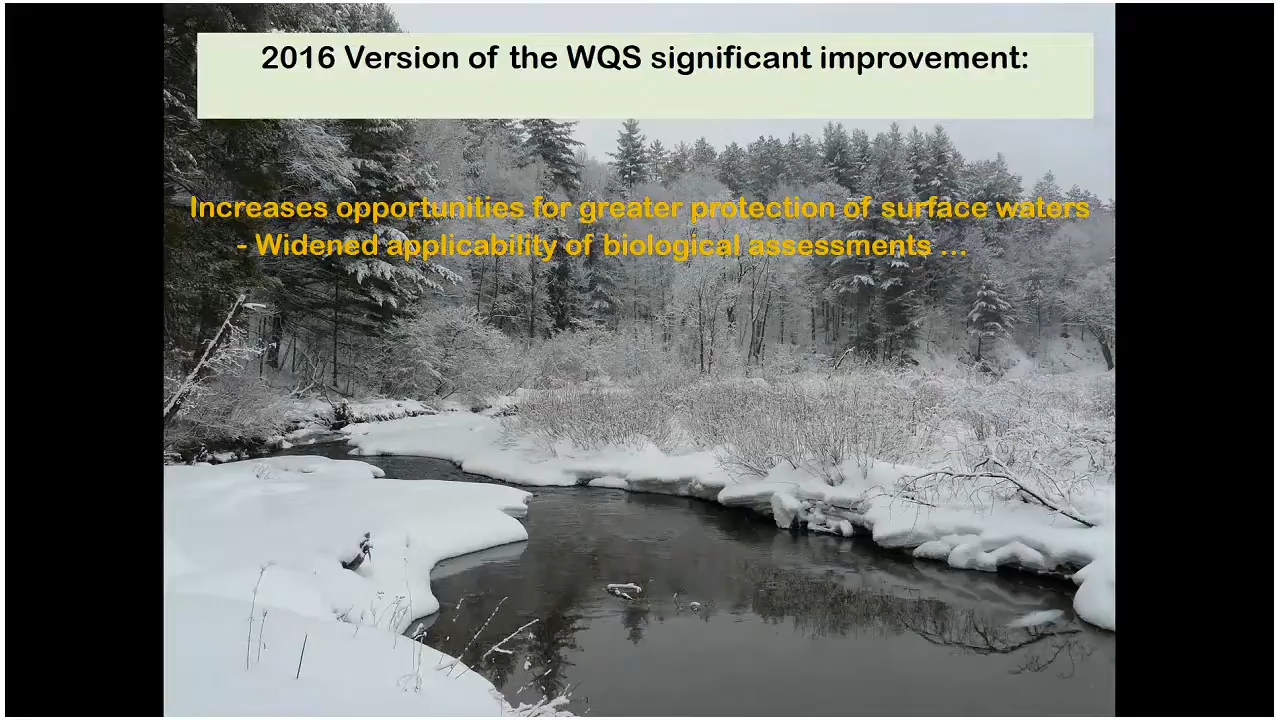 2016 Version of the WQS significant improvement:
Increases opportunities for greater protection of surface waters
- Widened applicability of biological assessments ...